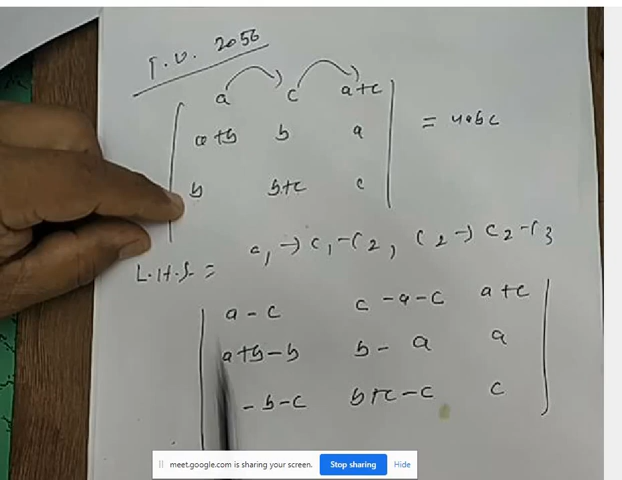 T.U. 2056
a c a+c
a+b b a = 4abc
b b+c c
C₁ → C₁-C₂, C₂ → C₂-C₃
L.H.S =
a-c c-a-c a+c
a+b-b b-a a
-b-c b+c-c c
meet.google.com is sharing your screen. Stop sharing Hide